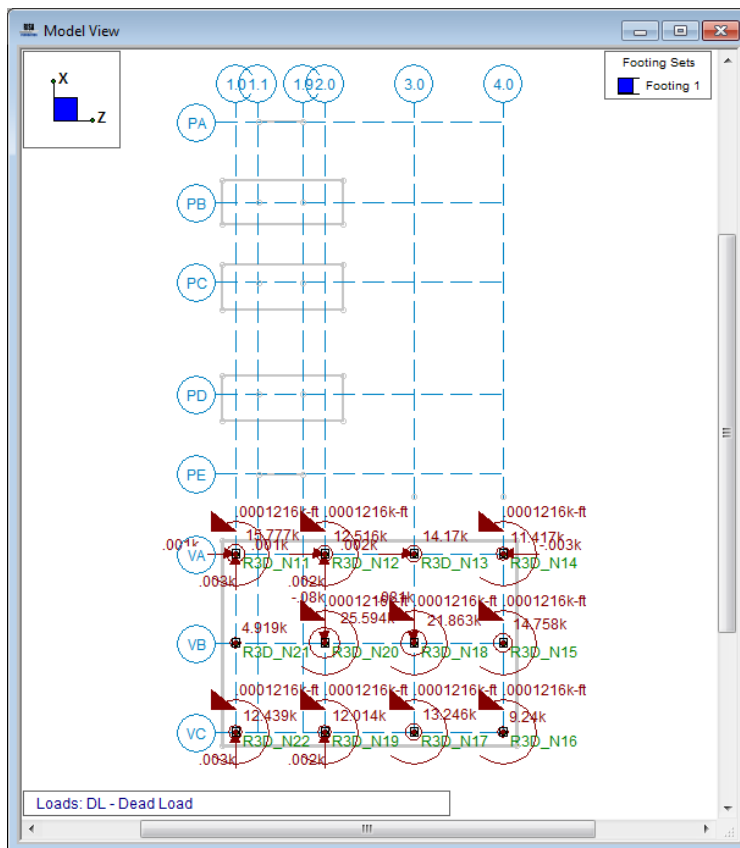 Model View
X
Z
Footing Sets
Footing 1
1.0 1.1 1.9 2.0 3.0 4.0
PA
PB
PC
PD
PE
.0001216k-ft .0001216k-ft .0001216k-ft
15.777k 12.516k 14.17k 11.417k
.001k .001k .002k -.003k
VA
R3D_N11 R3D_N12 R3D_N13 R3D_N14
.003k .002k
-.08k .0001216k-ft .0001216k-ft .0001216k-ft
4.919k 25.594k 21.863k 14.758k
VB
R3D_N21 R3D_N20 R3D_N18 R3D_N15
.0001216k-ft .0001216k-ft .0001216k-ft .0001216k-ft
12.439k 12.014k 13.246k 9.24k
VC
R3D_N22 R3D_N19 R3D_N17 R3D_N16
.003k .002k
Loads: DL - Dead Load